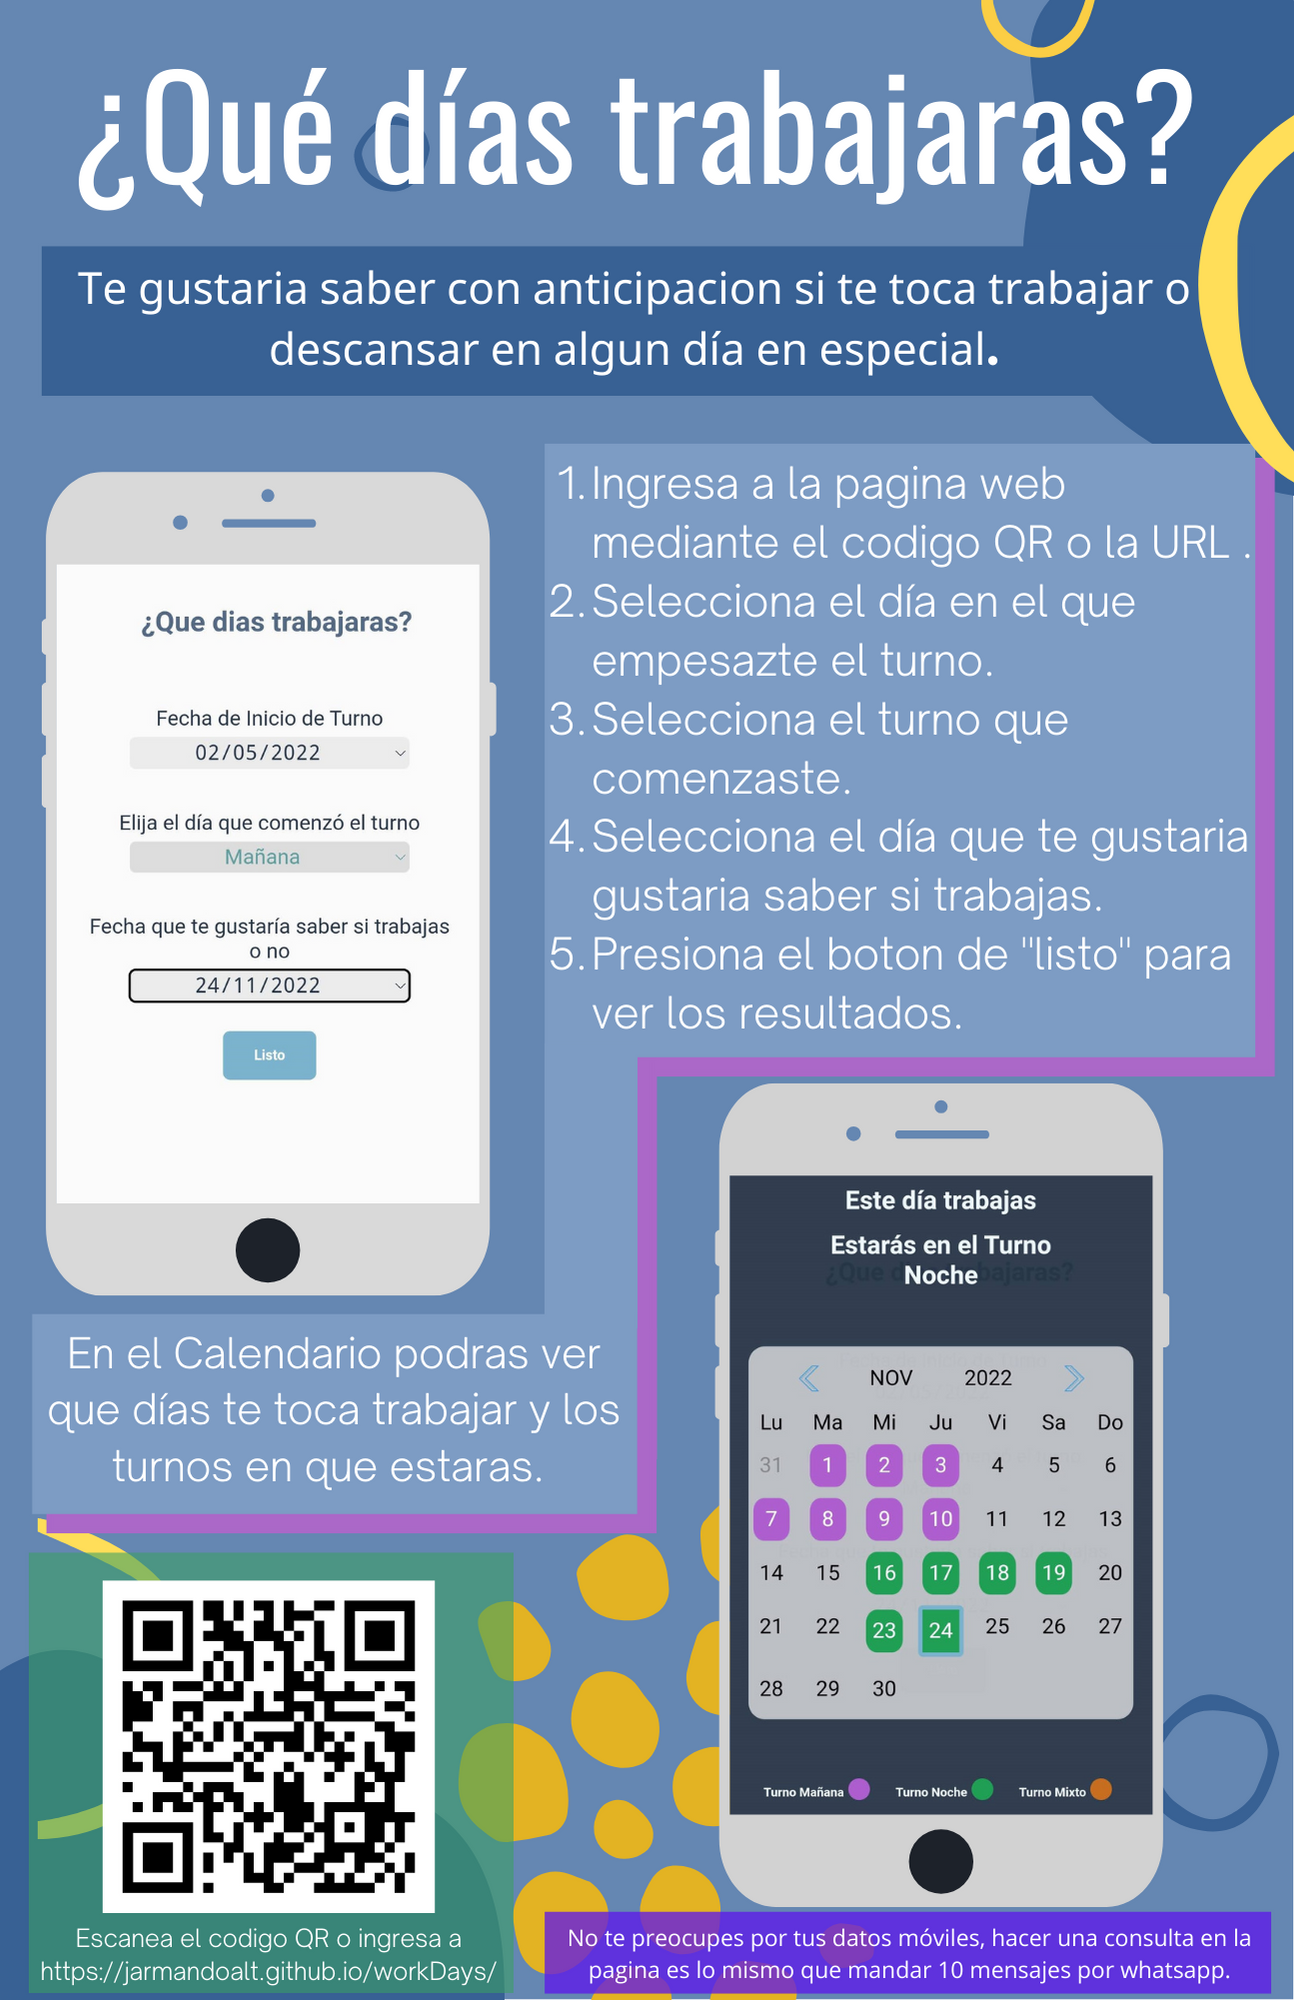 ¿Qué días trabajaras?
Te gustaria saber con anticipacion si te toca trabajar o
descansar en algun día en especial.
¿Que dias trabajaras?
Fecha de Inicio de Turno
02/05/2022
Elija el día que comenzó el turno
Mañana
Fecha que te gustaría saber si trabajas
o no
24/11/2022
Listo
1. Ingresa a la pagina web
mediante el codigo QR o la URL .
2. Selecciona el día en el que
empesazte el turno.
3. Selecciona el turno que
comenzaste.
4. Selecciona el día que te gustaria
gustaria saber si trabajas.
5. Presiona el boton de "listo" para
ver los resultados.
En el Calendario podras ver
que días te toca trabajar y los
turnos en que estaras.
Este día trabajas
Estarás en el Turno
Noche
NOV 2022
Lu Ma Mi Ju Vi Sa Do
31 1 2 3 4 5 6
7 8 9 10 11 12 13
14 15 16 17 18 19 20
21 22 23 24 25 26 27
28 29 30
Turno Mañana Turno Noche Turno Mixto
Escanea el codigo QR o ingresa a
https://jarmandoalt.github.io/workDays/
No te preocupes por tus datos móviles, hacer una consulta en la
pagina es lo mismo que mandar 10 mensajes por whatsapp.